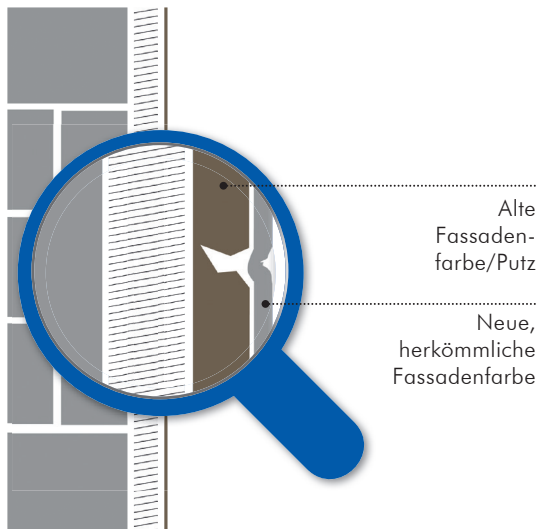 Alte
Fassaden-
farbe/Putz
Neue,
herkömmliche
Fassadenfarbe